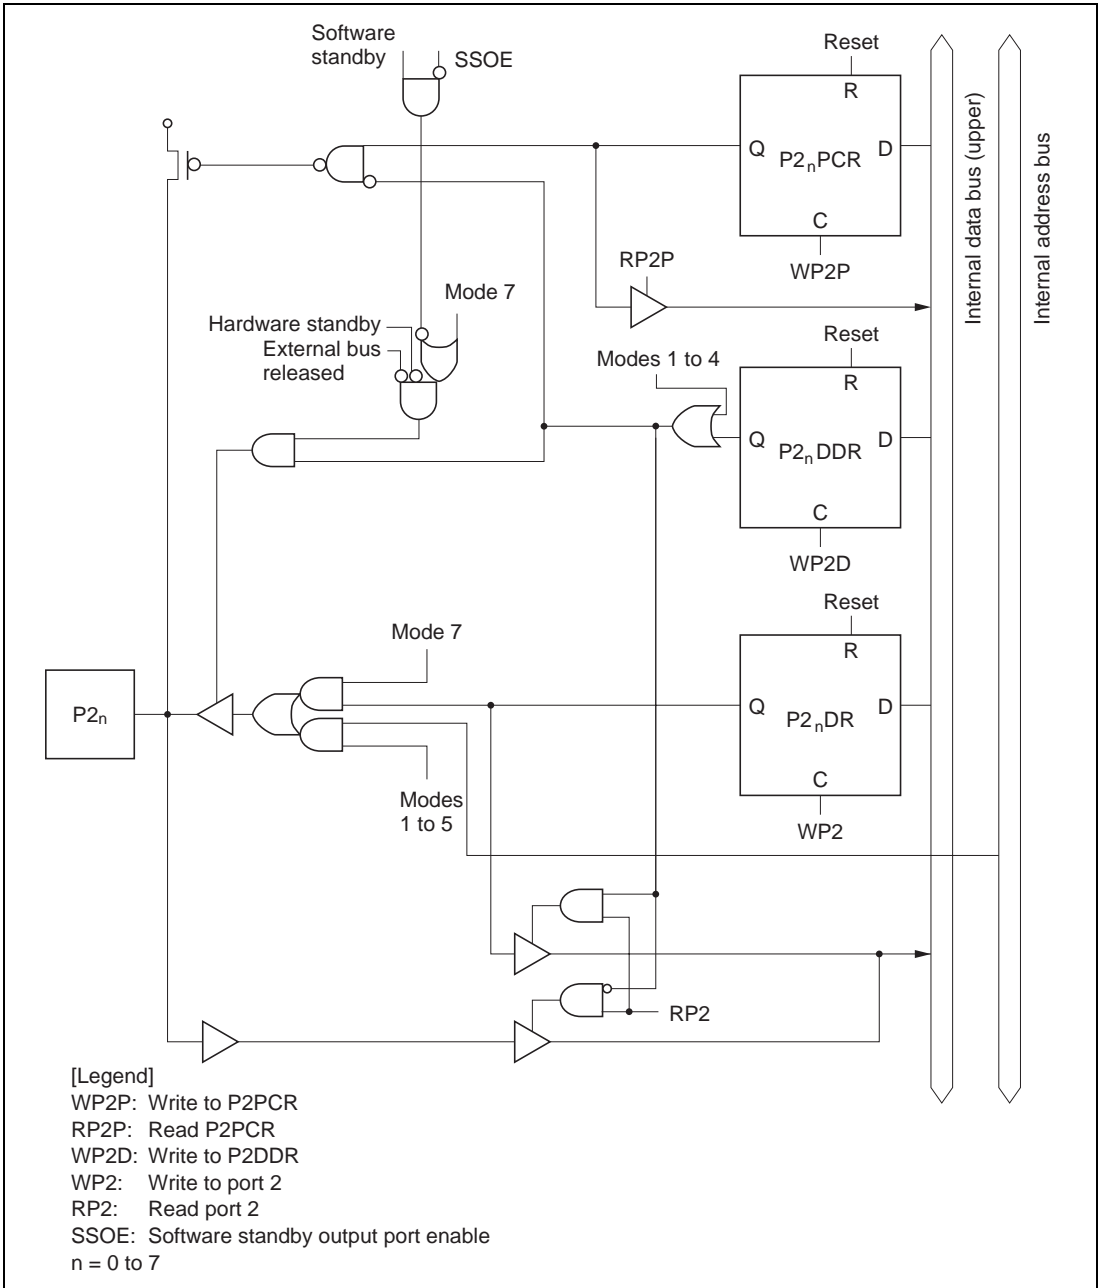 Software
standby
SSOE
Reset
R
Q
P2nPCR
D
C
WP2P
Internal data bus (upper)
Internal address bus
RP2P
Mode 7
Hardware standby
External bus
released
Reset
Modes 1 to 4
R
Q
P2nDDR
D
C
WP2D
Reset
R
Mode 7
P2n
Q
P2nDR
D
C
Modes
1 to 5
WP2
RP2
[Legend]
WP2P: Write to P2PCR
RP2P: Read P2PCR
WP2D: Write to P2DDR
WP2: Write to port 2
RP2: Read port 2
SSOE: Software standby output port enable
n = 0 to 7